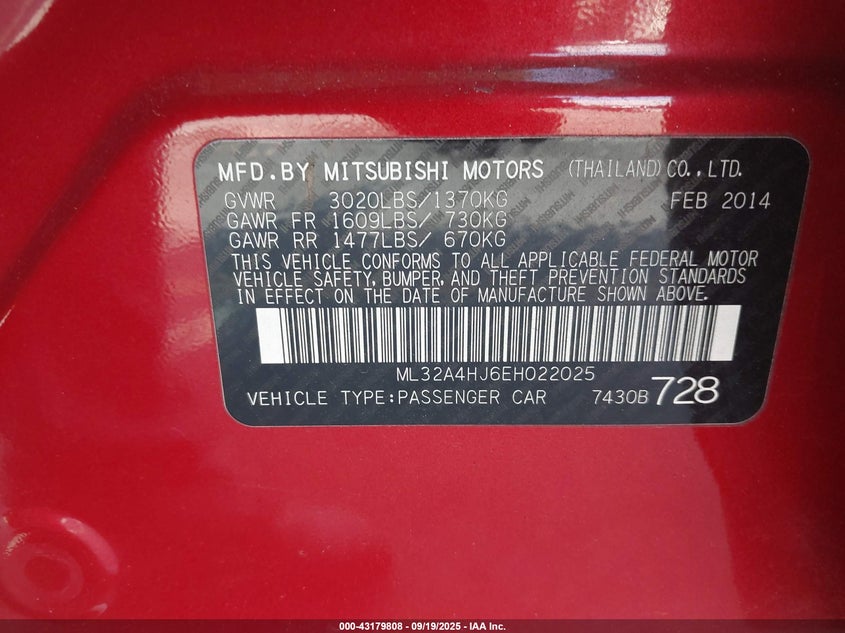 MFD.BY MITSUBISHI MOTORS (THAILAND)CO.,LTD.
GVWR 3020LBS/1370KG FEB 2014
GAWR FR 1609LBS/ 730KG
GAWR RR 1477LBS/ 670KG
THIS VEHICLE CONFORMS TO ALL APPLICABLE FEDERAL MOTOR
VEHICLE SAFETY, BUMPER, AND THEFT PREVENTION STANDARDS
IN EFFECT ON THE DATE OF MANUFACTURE SHOWN ABOVE.
ML32A4HJ6EH022025
VEHICLE TYPE:PASSENGER CAR 7430B 728
000-43179808 - 09/19/2025 - IAA Inc.